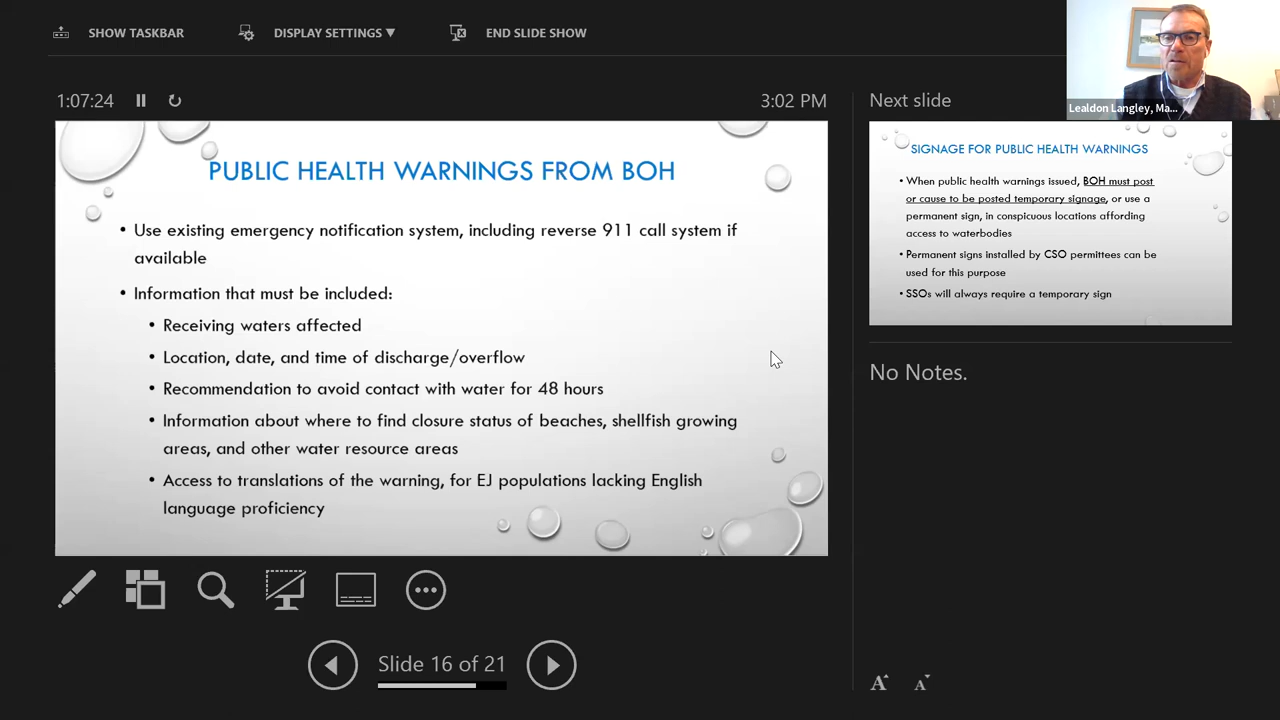 SHOW TASKBAR
DISPLAY SETTINGS ▼
END SLIDE SHOW
Lealdon Langley, Ma...
1:07:24
3:02 PM
PUBLIC HEALTH WARNINGS FROM BOH
• Use existing emergency notification system, including reverse 911 call system if
available
• Information that must be included:
• Receiving waters affected
• Location, date, and time of discharge/overflow
• Recommendation to avoid contact with water for 48 hours
• Information about where to find closure status of beaches, shellfish growing
areas, and other water resource areas
• Access to translations of the warning, for EJ populations lacking English
language proficiency
Slide 16 of 21
Next slide
SIGNAGE FOR PUBLIC HEALTH WARNINGS
• When public health warnings issued, BOH must post
or cause to be posted temporary signage, or use a
permanent sign, in conspicuous locations affording
access to waterbodies
• Permanent signs installed by CSO permittees can be
used for this purpose
• SSOs will always require a temporary sign
No Notes.
A A